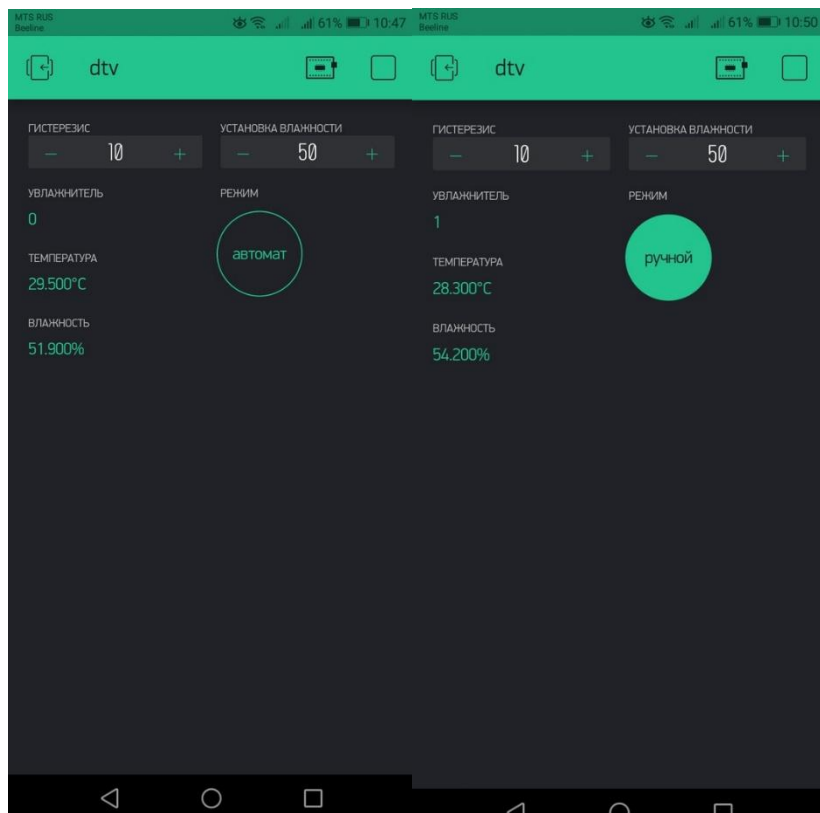 MTS RUS
Beeline
61% 10:47
dtv
ГИСТЕРЕЗИС УСТАНОВКА ВЛАЖНОСТИ
– 10 + – 50 +
УВЛАЖНИТЕЛЬ РЕЖИМ
0
автомат
ТЕМПЕРАТУРА
29.500°C
ВЛАЖНОСТЬ
51.900%
MTS RUS
Beeline
61% 10:50
dtv
ГИСТЕРЕЗИС УСТАНОВКА ВЛАЖНОСТИ
– 10 + – 50 +
УВЛАЖНИТЕЛЬ РЕЖИМ
1
ручной
ТЕМПЕРАТУРА
28.300°C
ВЛАЖНОСТЬ
54.200%